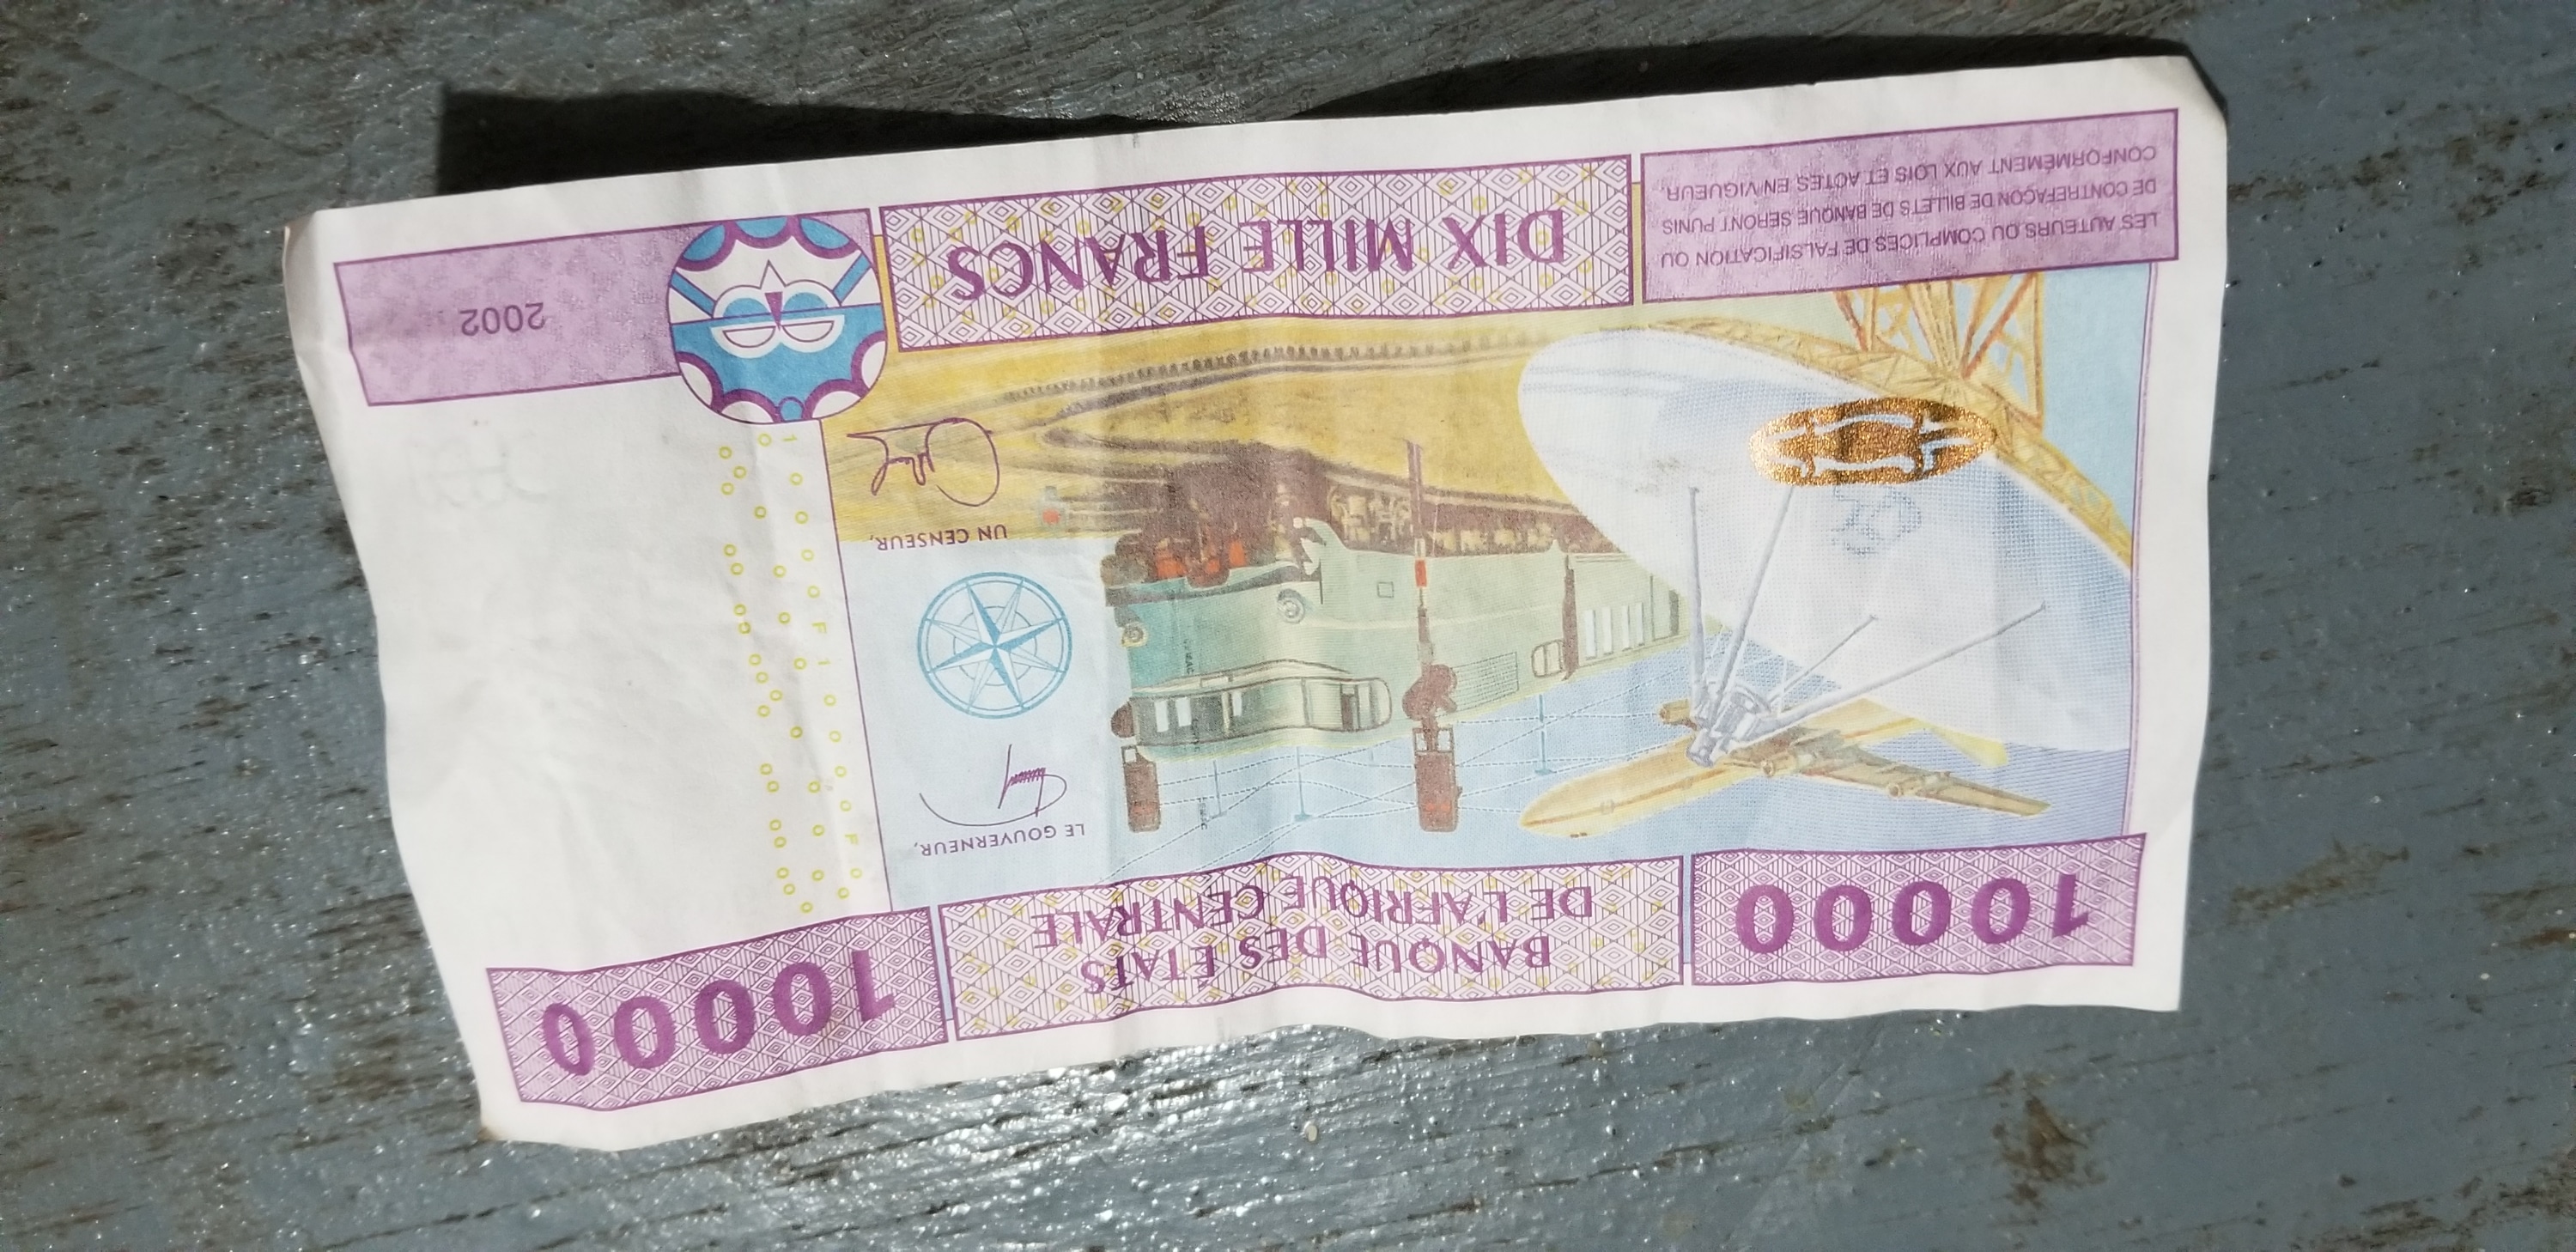 10000
BANQUE DES ÉTATS
DE L'AFRIQUE CENTRALE
10000
LE GOUVERNEUR,
UN CENSEUR,
LES AUTEURS OU COMPLICES DE FALSIFICATION OU
DE CONTREFAÇON DE BILLETS DE BANQUE SERONT PUNIS
CONFORMÉMENT AUX LOIS ET ACTES EN VIGUEUR.
DIX MILLE FRANCS
2002